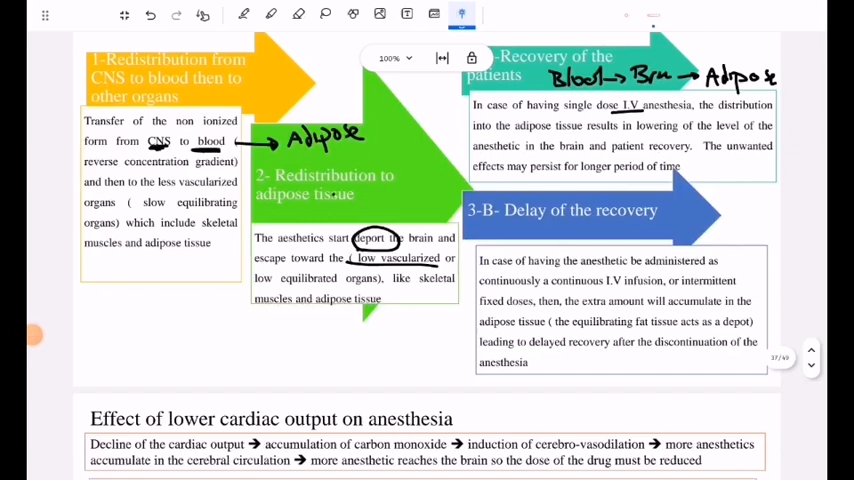 100%
1-Redistribution from
CNS to blood then to
other organs
Transfer of the non ionized
form from CNS to blood (
reverse concentration gradient)
and then to the less vascularized
organs ( slow equilibrating
organs) which include skeletal
muscles and adipose tissue
Adipose
2- Redistribution to
adipose tissue
The aesthetics start deport the brain and
escape toward the ( low vascularized or
low equilibrated organs), like skeletal
muscles and adipose tissue
-Recovery of the
patients
Blood → Brain → Adipose
In case of having single dose I.V anesthesia, the distribution
into the adipose tissue results in lowering of the level of the
anesthetic in the brain and patient recovery. The unwanted
effects may persist for longer period of time
3-B- Delay of the recovery
In case of having the anesthetic be administered as
continuously a continuous I.V infusion, or intermittent
fixed doses, then, the extra amount will accumulate in the
adipose tissue ( the equilibrating fat tissue acts as a depot)
leading to delayed recovery after the discontinuation of the
anesthesia
37/49
Effect of lower cardiac output on anesthesia
Decline of the cardiac output ➔ accumulation of carbon monoxide ➔ induction of cerebro-vasodilation ➔ more anesthetics
accumulate in the cerebral circulation ➔ more anesthetic reaches the brain so the dose of the drug must be reduced